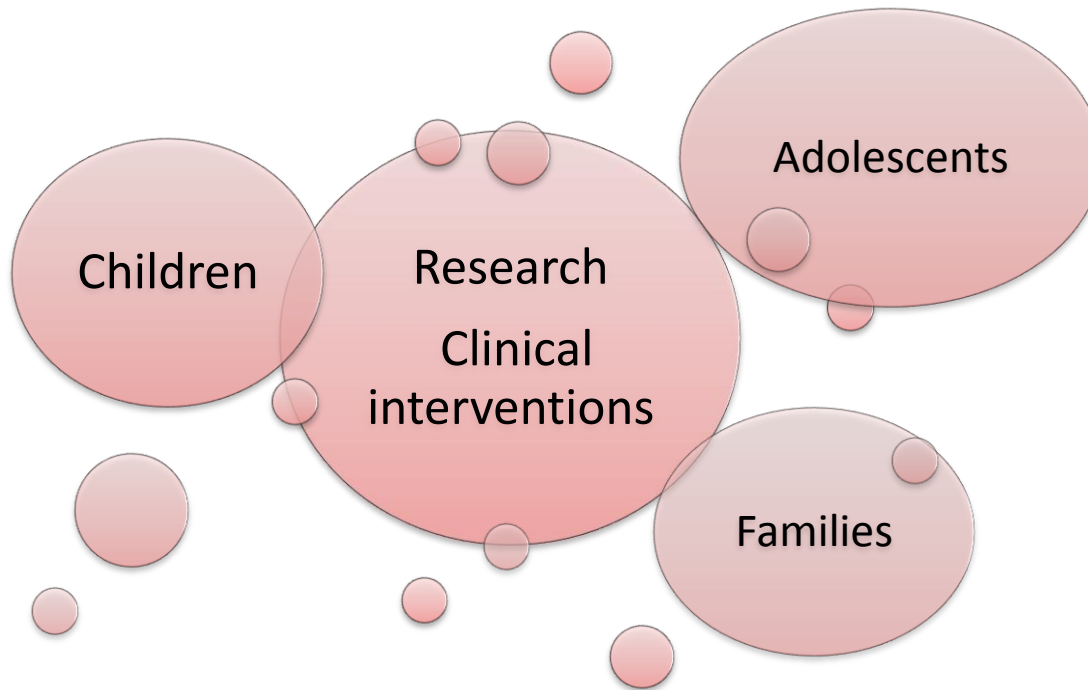 Children
Research
Clinical
interventions
Adolescents
Families